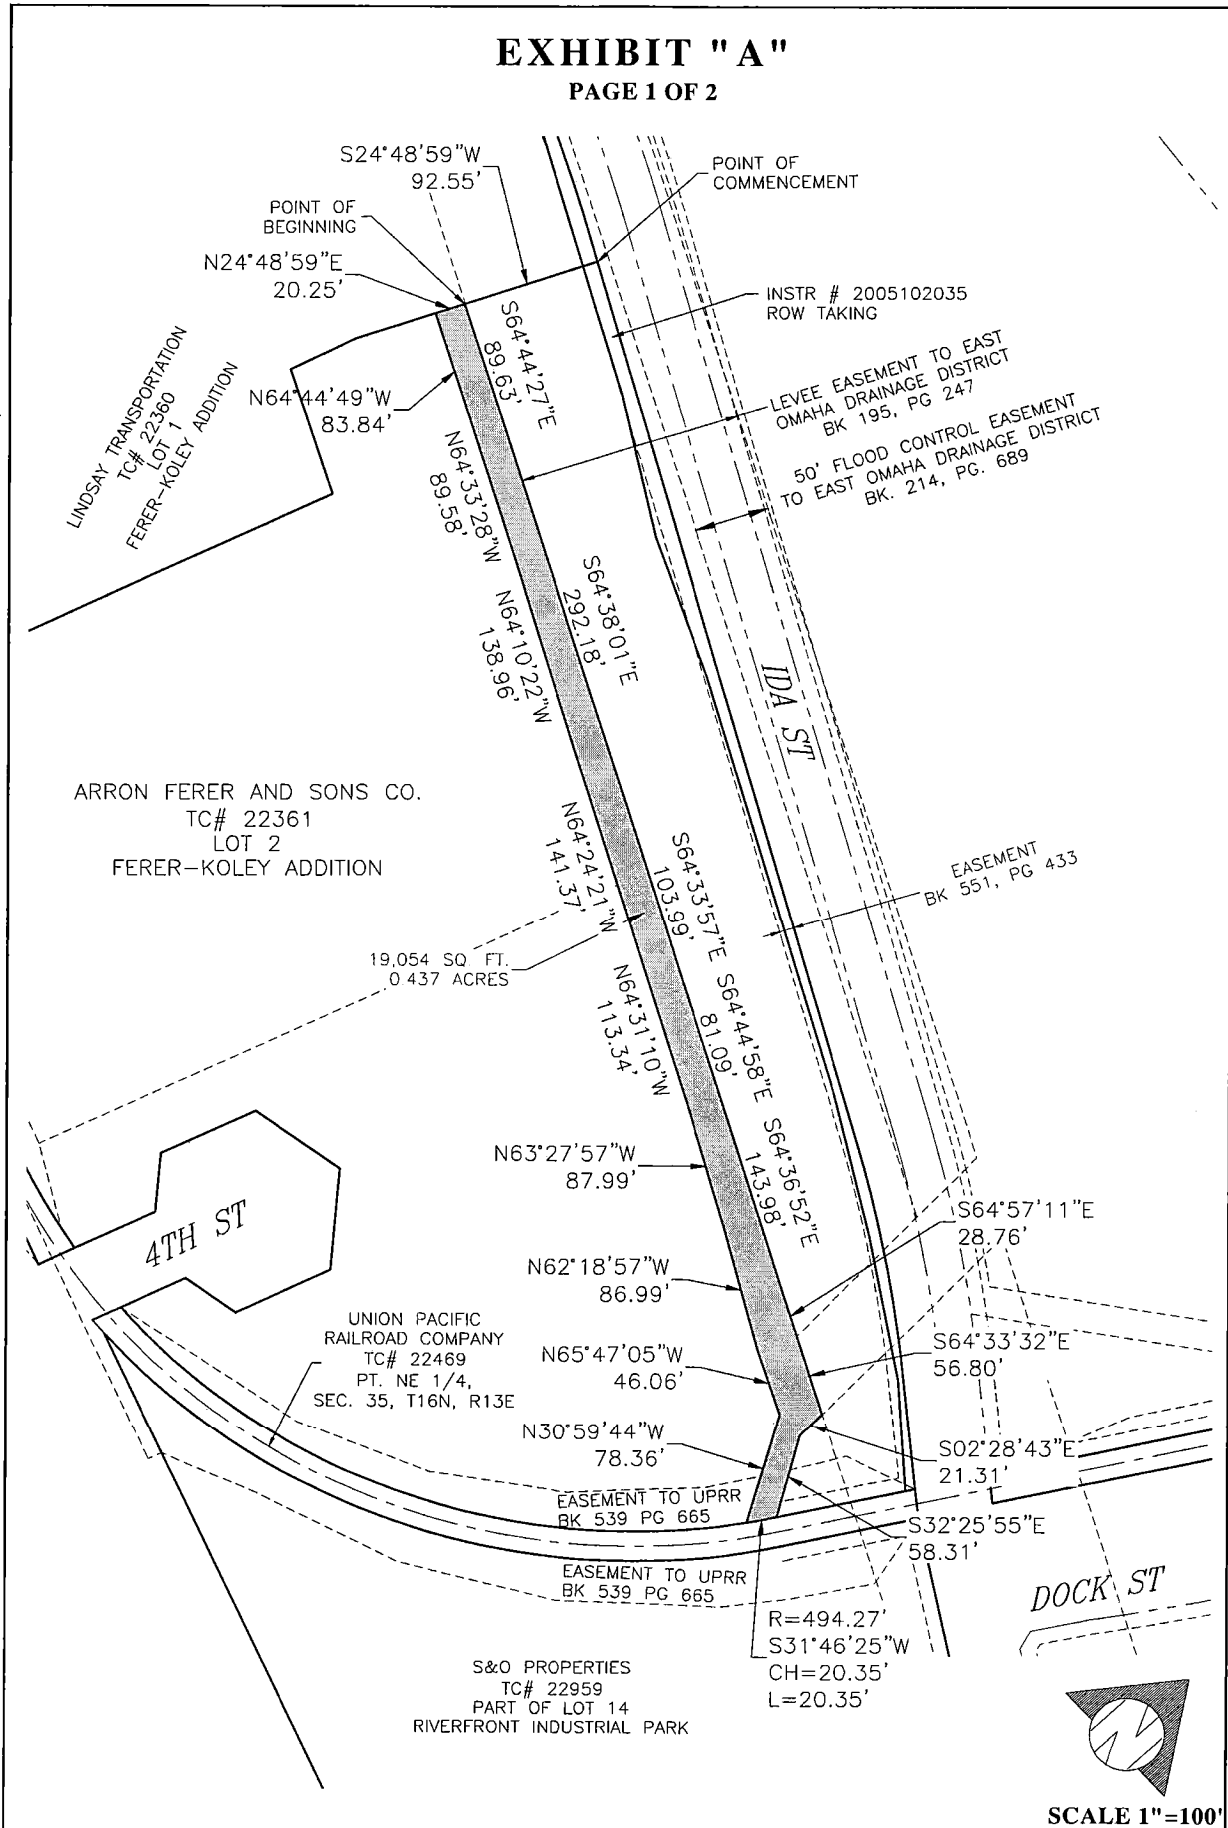 EXHIBIT "A"
PAGE 1 OF 2
S24°48'59"W
92.55'
POINT OF
COMMENCEMENT
POINT OF
BEGINNING
N24°48'59"E
20.25'
INSTR # 2005102035
ROW TAKING
S64°44'27"E
89.63'
LINDSAY TRANSPORTATION
TC# 22360
LOT 1
FERER-KOLEY ADDITION
N64°44'49"W
83.84'
LEVEE EASEMENT TO EAST
OMAHA DRAINAGE DISTRICT
BK 195, PG 247
50' FLOOD CONTROL EASEMENT
TO EAST OMAHA DRAINAGE DISTRICT
BK. 214, PG. 689
N64°33'28"W
89.58'
S64°38'01"E
292.18'
N64°10'22"W
138.96'
IDA ST
ARRON FERER AND SONS CO.
TC# 22361
LOT 2
FERER-KOLEY ADDITION
N64°24'21"W
141.37'
S64°33'57"E
103.99'
EASEMENT
BK 551, PG 433
19,054 SQ. FT.
0.437 ACRES
N64°31'10"W
113.34'
S64°44'58"E
81.09'
S64°36'52"E
143.98'
N63°27'57"W
87.99'
4TH ST
S64°57'11"E
28.76'
N62°18'57"W
86.99'
UNION PACIFIC
RAILROAD COMPANY
TC# 22469
PT. NE 1/4,
SEC. 35, T16N, R13E
S64°33'32"E
56.80'
N65°47'05"W
46.06'
N30°59'44"W
78.36'
S02°28'43"E
21.31'
EASEMENT TO UPRR
BK 539 PG 665
S32°25'55"E
58.31'
EASEMENT TO UPRR
BK 539 PG 665
DOCK ST
R=494.27'
S31°46'25"W
CH=20.35'
L=20.35'
S&O PROPERTIES
TC# 22959
PART OF LOT 14
RIVERFRONT INDUSTRIAL PARK
N
SCALE 1"=100'